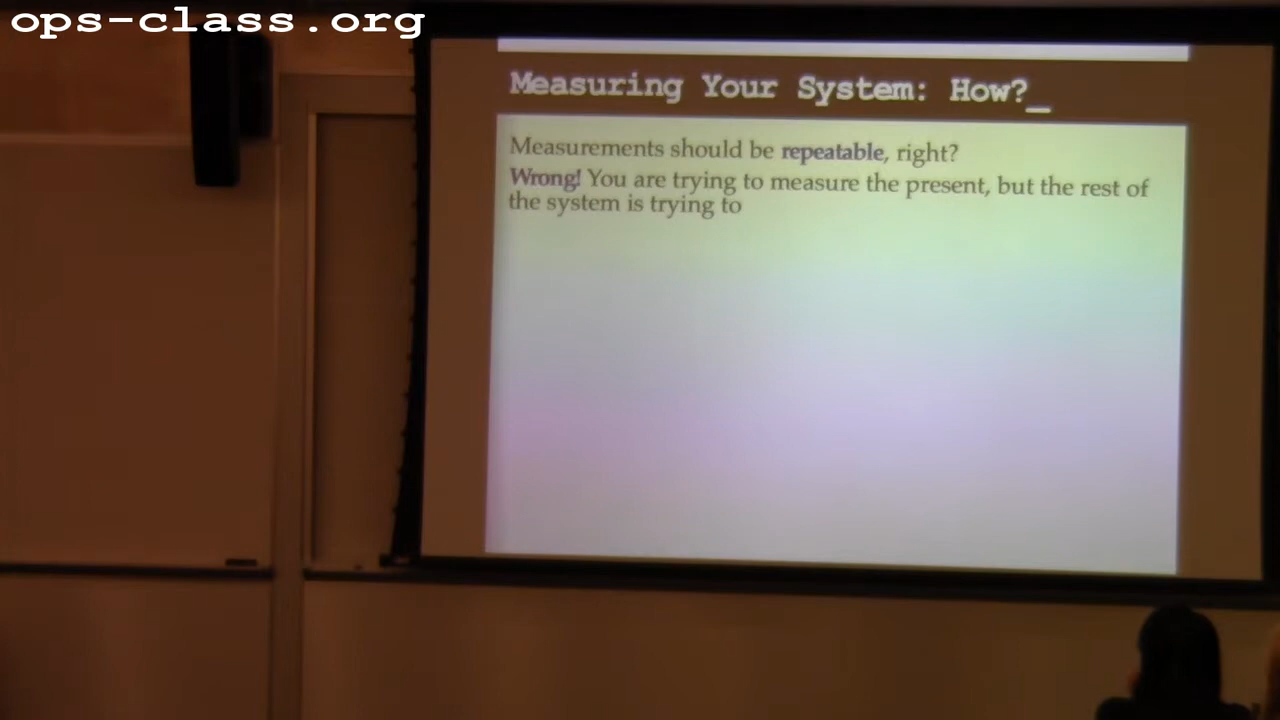 ops-class.org
Measuring Your System: How?_
Measurements should be repeatable, right?
Wrong! You are trying to measure the present, but the rest of
the system is trying to